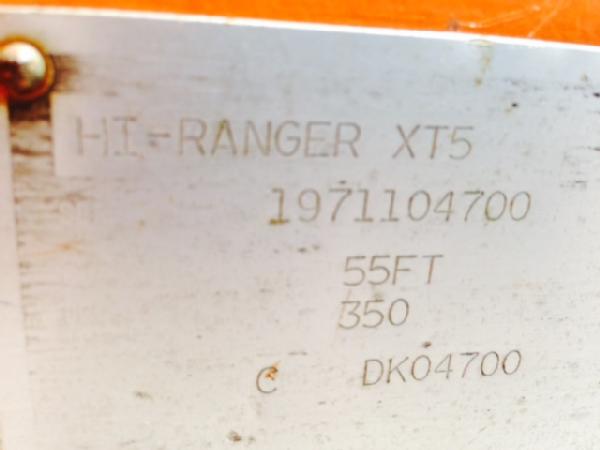 HI-RANGER XT5
1971104700
55FT
350
C DK04700